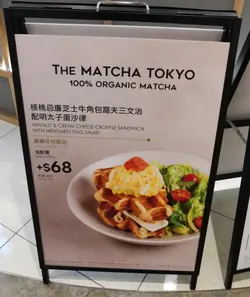 THE MATCHA TOKYO
100% ORGANIC MATCHA
核桃忌廉芝士牛角包窩夫三文治
配明太子蛋沙律
WALNUT & CREAM CHEESE CROFFLE SANDWICH
WITH MENTAIKO EGG SALAD
+$68